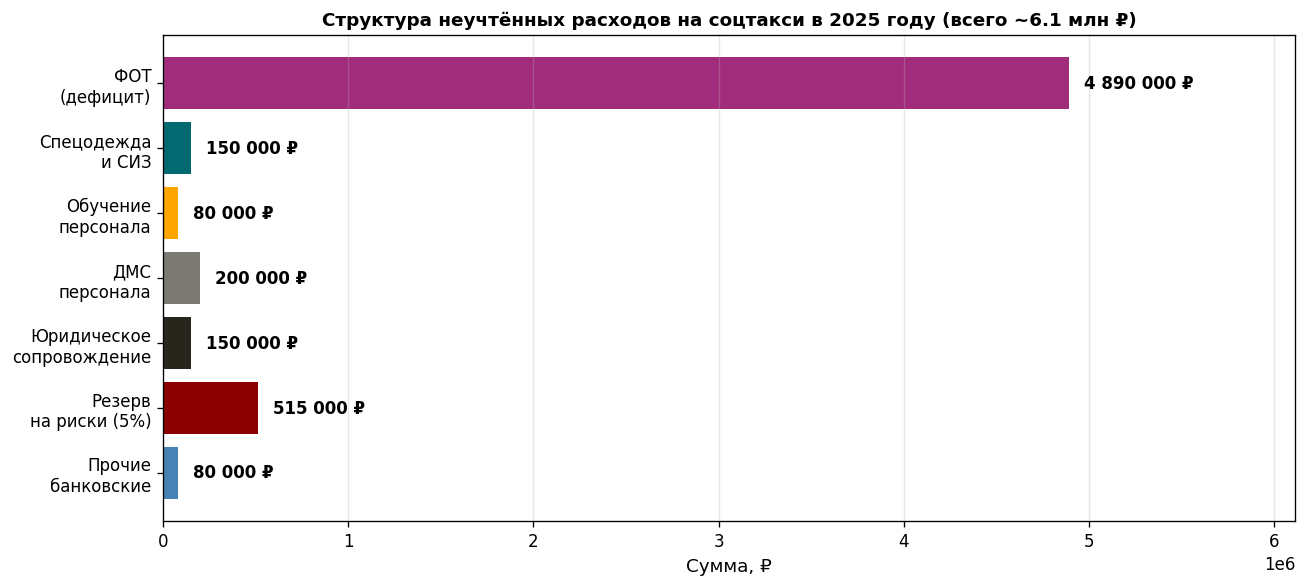 Структура неучтённых расходов на соцтакси в 2025 году (всего ~6.1 млн ₽)
ФОТ
(дефицит)
4 890 000 ₽
Спецодежда
и СИЗ
150 000 ₽
Обучение
персонала
80 000 ₽
ДМС
персонала
200 000 ₽
Юридическое
сопровождение
150 000 ₽
Резерв
на риски (5%)
515 000 ₽
Прочие
банковские
80 000 ₽
0 1 2 3 4 5 6
1e6
Сумма, ₽